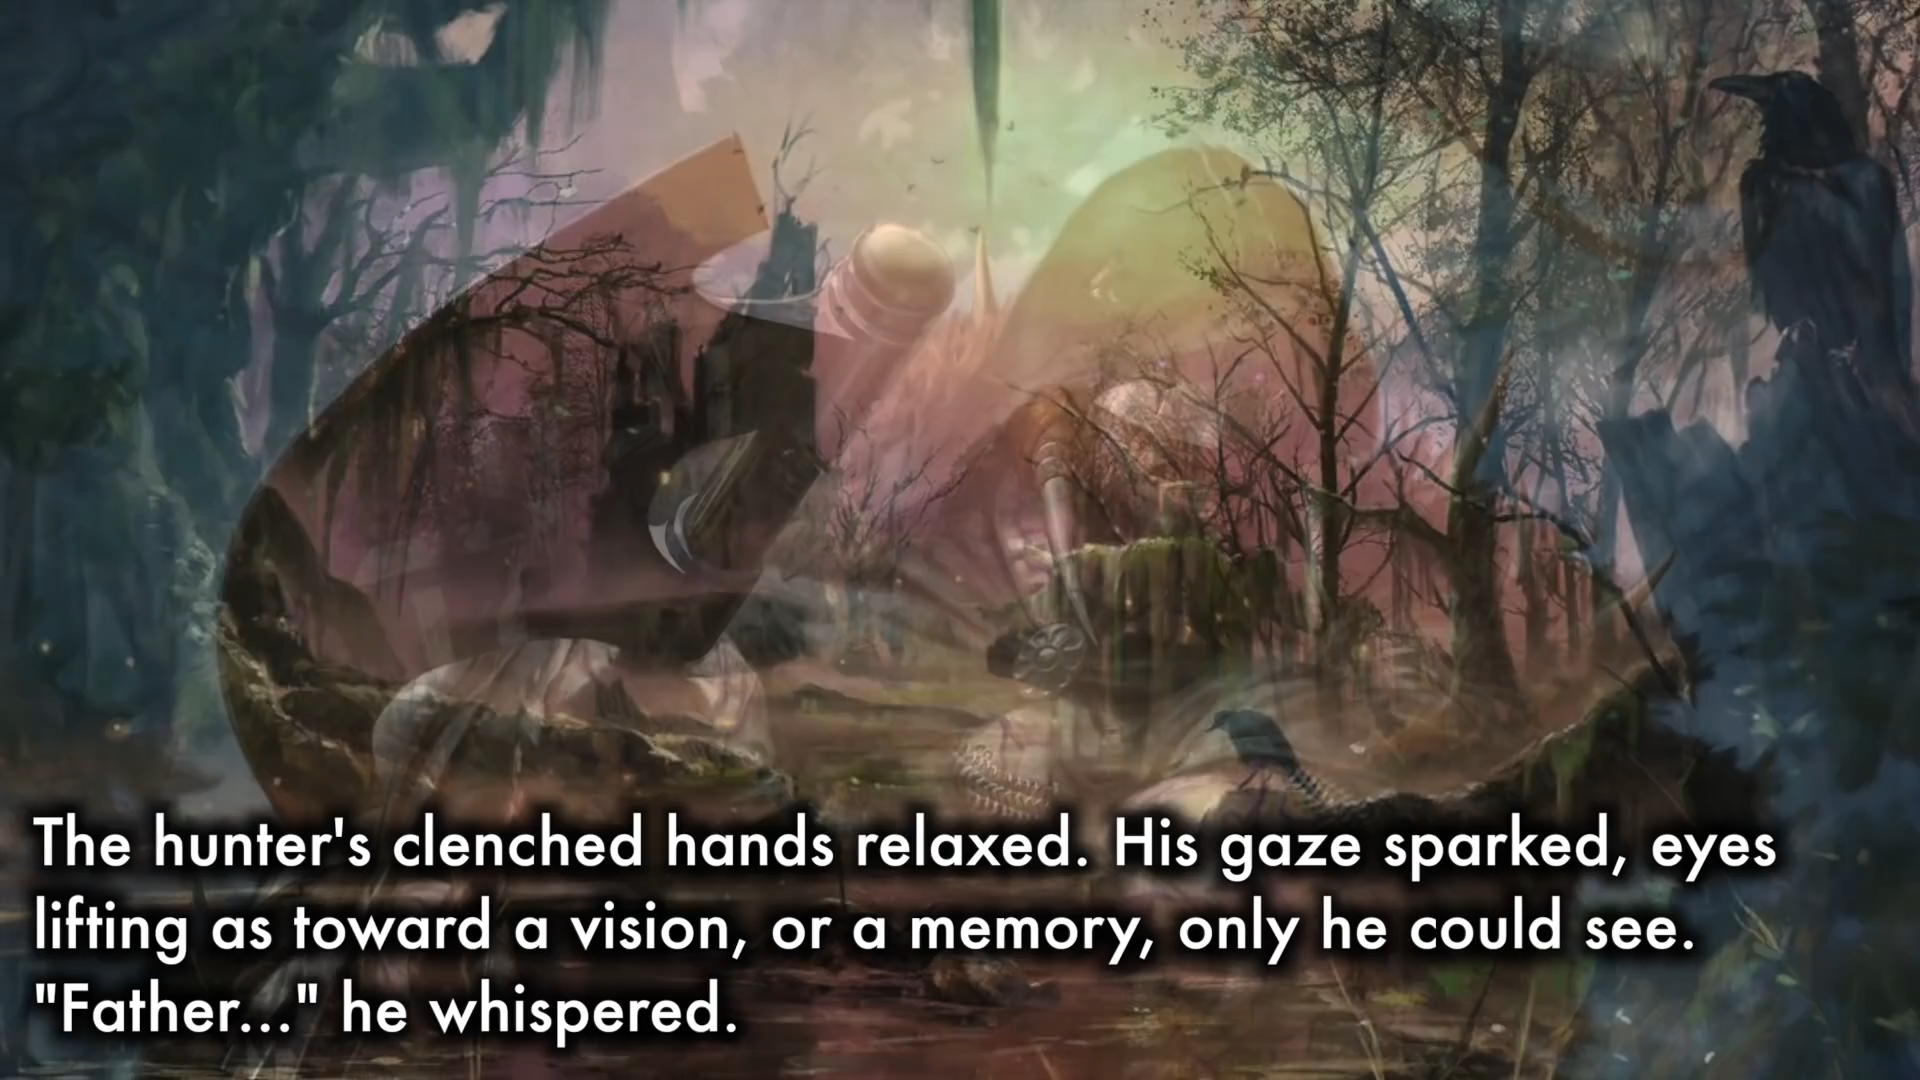 The hunter's clenched hands relaxed. His gaze sparked, eyes
lifting as toward a vision, or a memory, only he could see.
"Father..." he whispered.